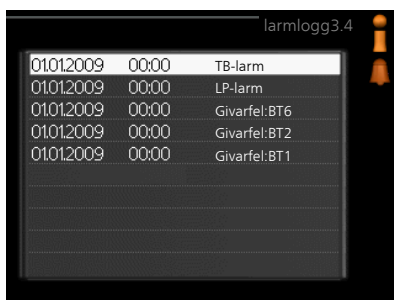 larmlogg3.4
01.01.2009 00:00 TB-larm
01.01.2009 00:00 LP-larm
01.01.2009 00:00 Givarfel:BT6
01.01.2009 00:00 Givarfel:BT2
01.01.2009 00:00 Givarfel:BT1